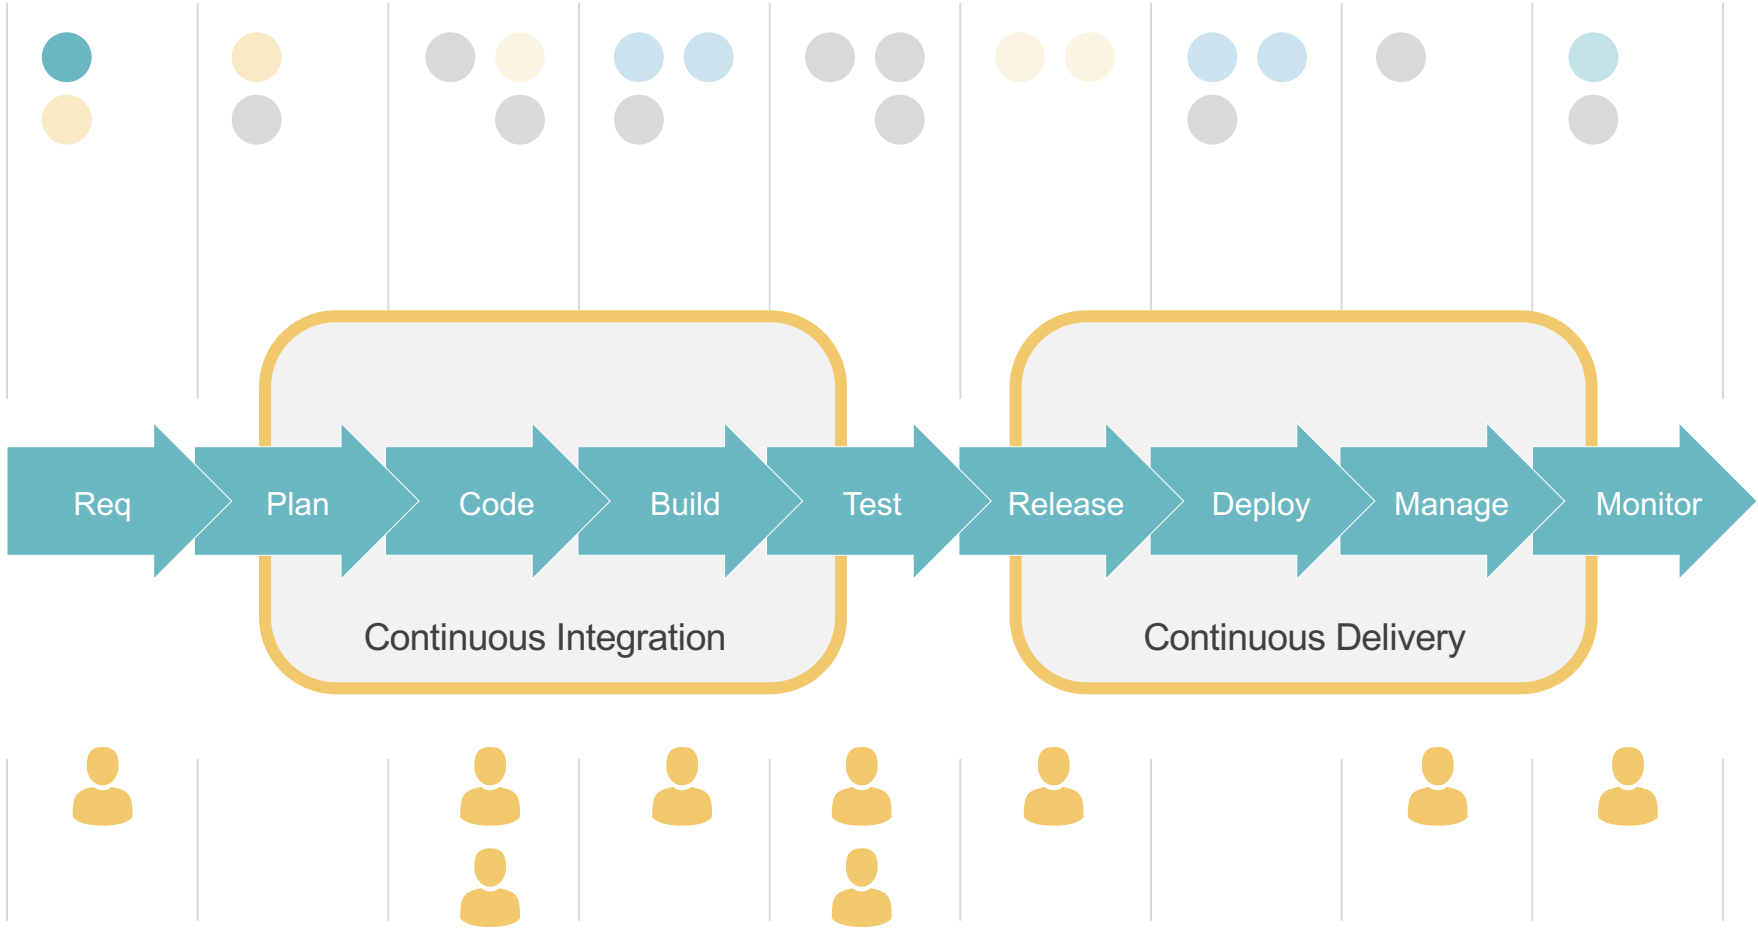 Req
Plan
Code
Build
Test
Release
Deploy
Manage
Monitor
Continuous Integration
Continuous Delivery